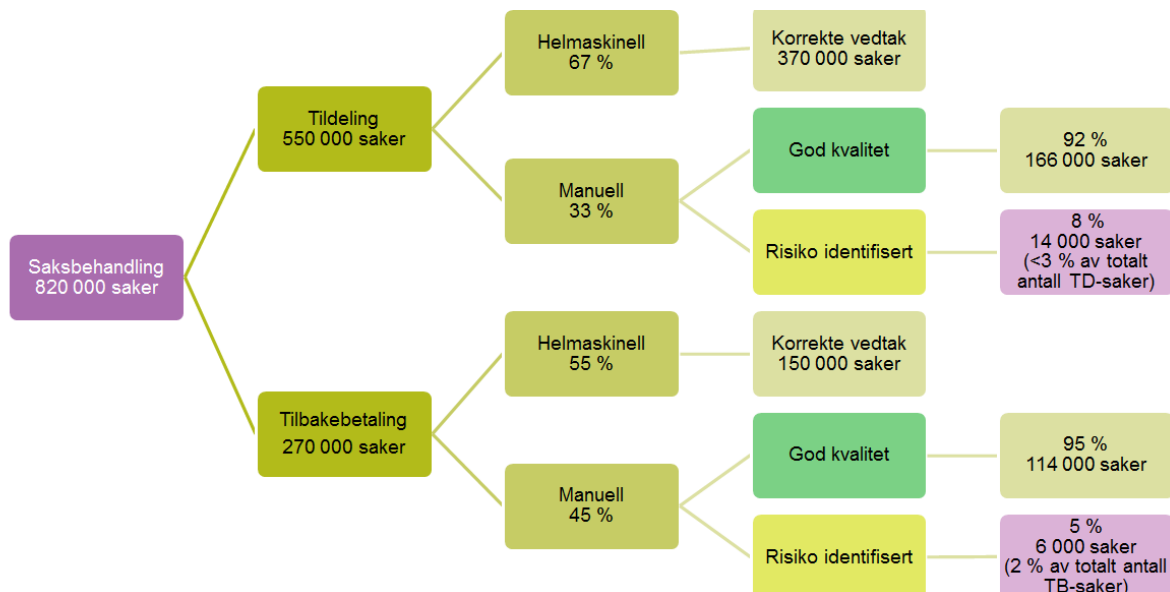 Saksbehandling
820 000 saker
Tildeling
550 000 saker
Helmaskinell
67 %
Korrekte vedtak
370 000 saker
Manuell
33 %
God kvalitet
92 %
166 000 saker
Risiko identifisert
8 %
14 000 saker
(<3 % av totalt
antall TD-saker)
Tilbakebetaling
270 000 saker
Helmaskinell
55 %
Korrekte vedtak
150 000 saker
Manuell
45 %
God kvalitet
95 %
114 000 saker
Risiko identifisert
5 %
6 000 saker
(2 % av totalt antall
TB-saker)